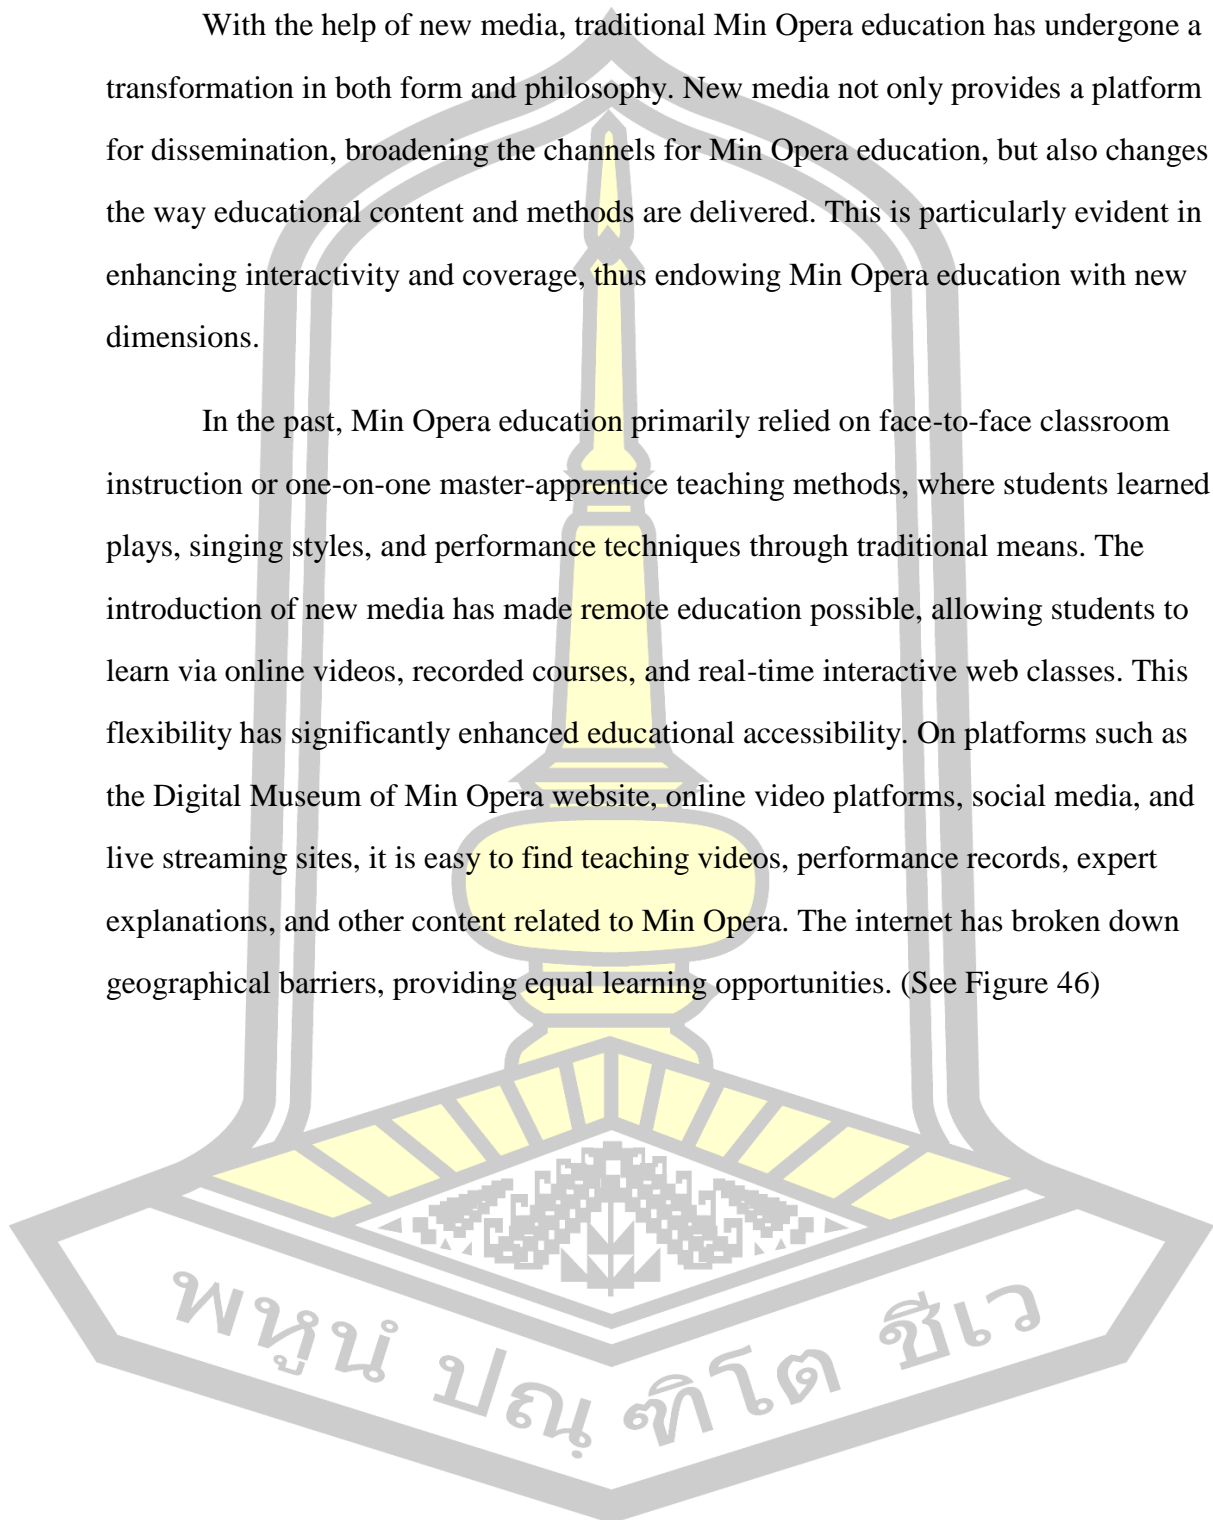 With the help of new media, traditional Min Opera education has undergone a
transformation in both form and philosophy. New media not only provides a platform
for dissemination, broadening the channels for Min Opera education, but also changes
the way educational content and methods are delivered. This is particularly evident in
enhancing interactivity and coverage, thus endowing Min Opera education with new
dimensions.
In the past, Min Opera education primarily relied on face-to-face classroom
instruction or one-on-one master-apprentice teaching methods, where students learned
plays, singing styles, and performance techniques through traditional means. The
introduction of new media has made remote education possible, allowing students to
learn via online videos, recorded courses, and real-time interactive web classes. This
flexibility has significantly enhanced educational accessibility. On platforms such as
the Digital Museum of Min Opera website, online video platforms, social media, and
live streaming sites, it is easy to find teaching videos, performance records, expert
explanations, and other content related to Min Opera. The internet has broken down
geographical barriers, providing equal learning opportunities. (See Figure 46)
พหูนํ ปณฺ ฑิโต ชีเว